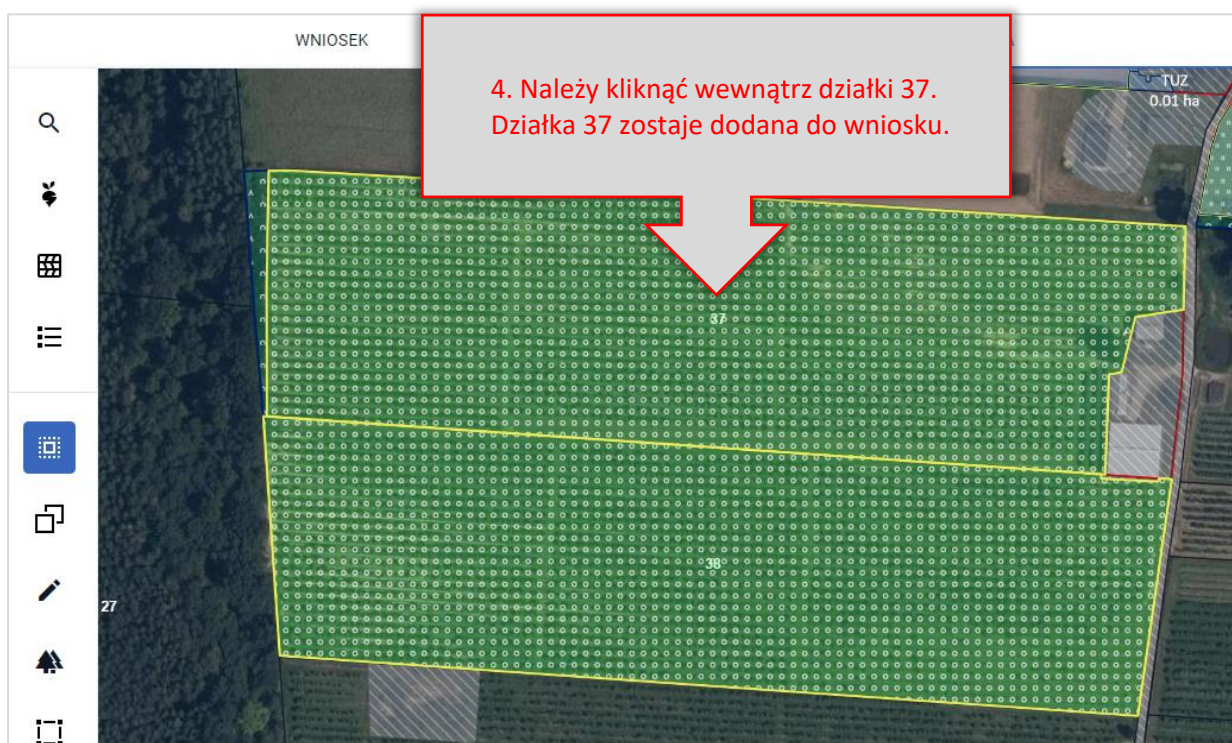 WNIOSEK
4. Należy kliknąć wewnątrz działki 37.
Działka 37 zostaje dodana do wniosku.
TUZ
0.01 ha
37
38
27